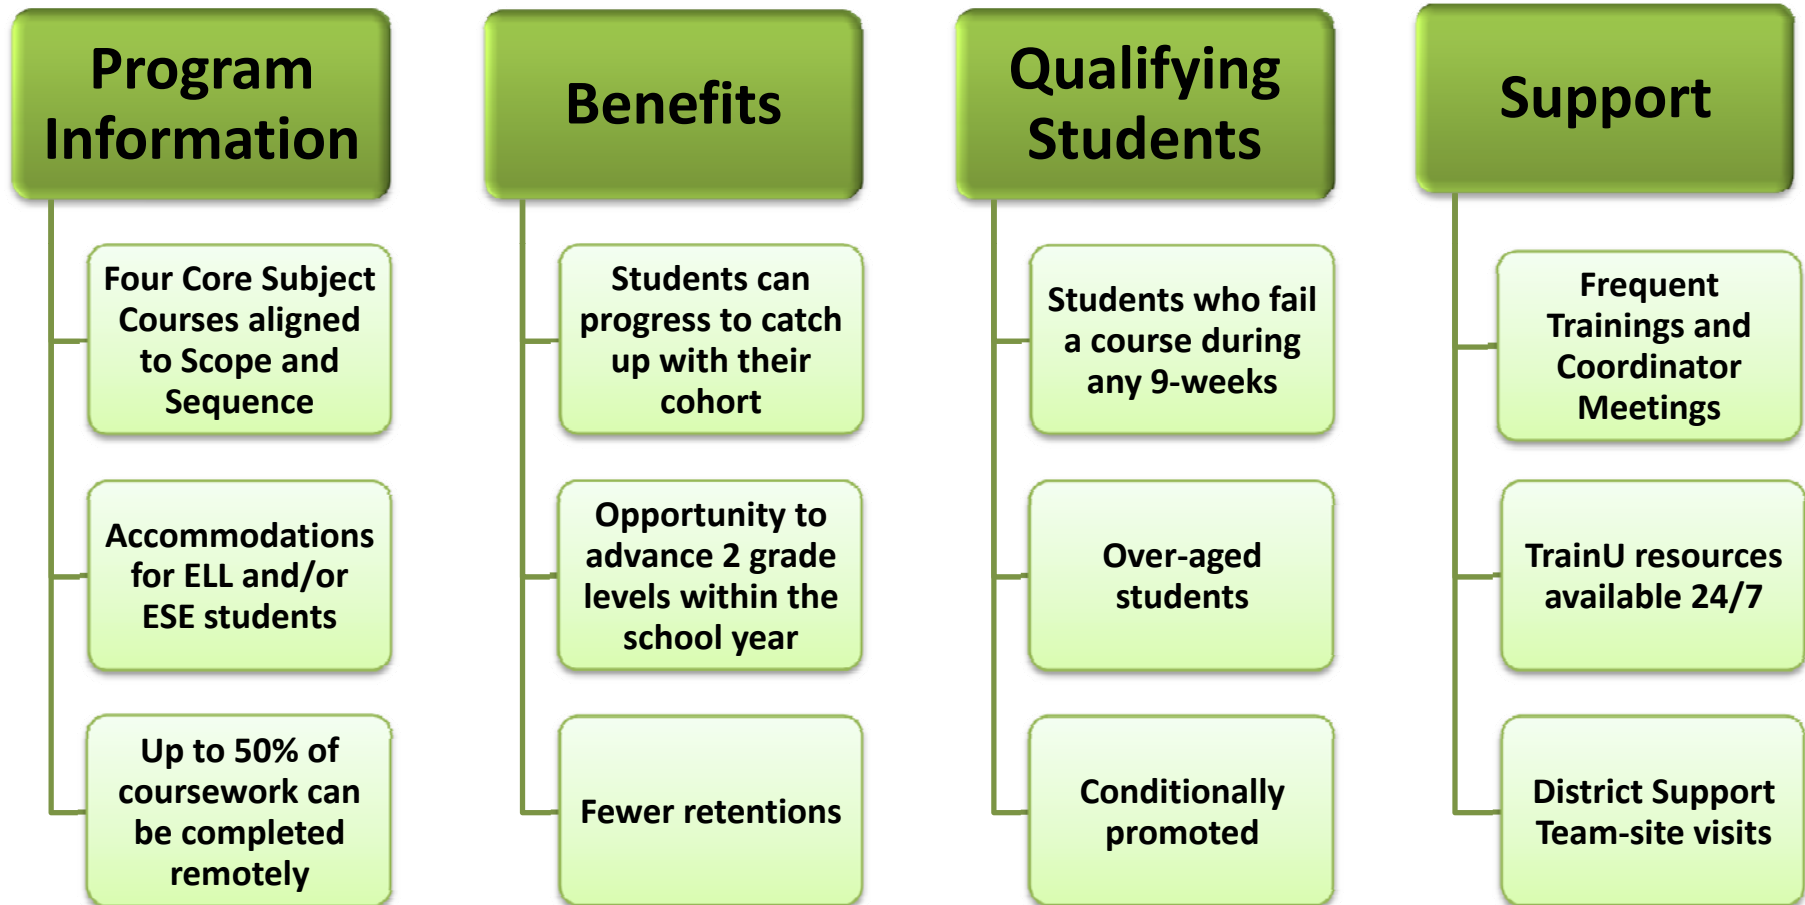 Program
Information
Four Core Subject
Courses aligned
to Scope and
Sequence
Accommodations
for ELL and/or
ESE students
Up to 50% of
coursework can
be completed
remotely
Benefits
Students can
progress to catch
up with their
cohort
Opportunity to
advance 2 grade
levels within the
school year
Fewer retentions
Qualifying
Students
Students who fail
a course during
any 9-weeks
Over-aged
students
Conditionally
promoted
Support
Frequent
Trainings and
Coordinator
Meetings
TrainU resources
available 24/7
District Support
Team-site visits